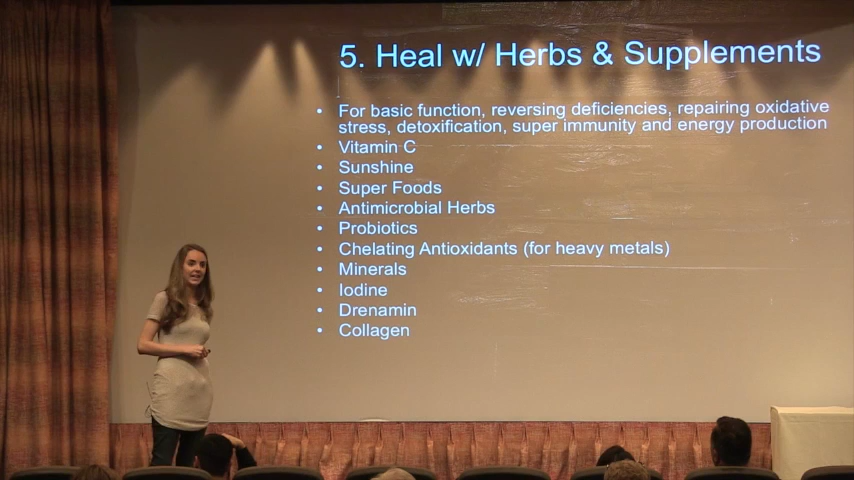 5. Heal w/ Herbs & Supplements
• For basic function, reversing deficiencies, repairing oxidative
stress, detoxification, super immunity and energy production
• Vitamin C
• Sunshine
• Super Foods
• Antimicrobial Herbs
• Probiotics
• Chelating Antioxidants (for heavy metals)
• Minerals
• Iodine
• Drenamin
• Collagen